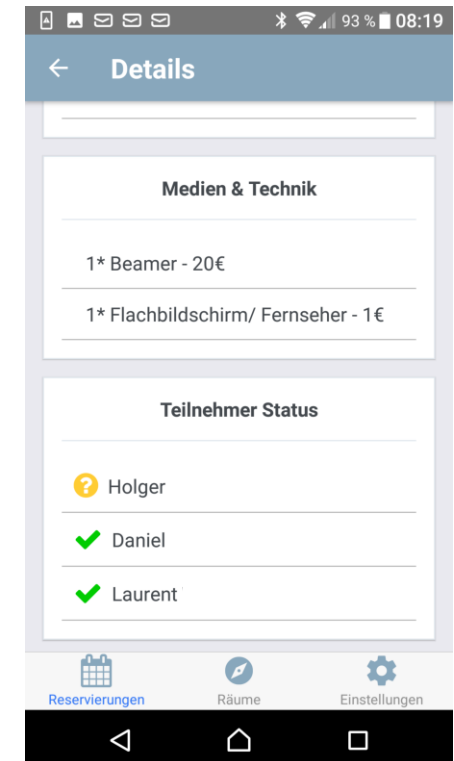 93 % 08:19
Details
Medien & Technik
1* Beamer - 20€
1* Flachbildschirm/ Fernseher - 1€
Teilnehmer Status
Holger
Daniel
Laurent
Reservierungen Räume Einstellungen